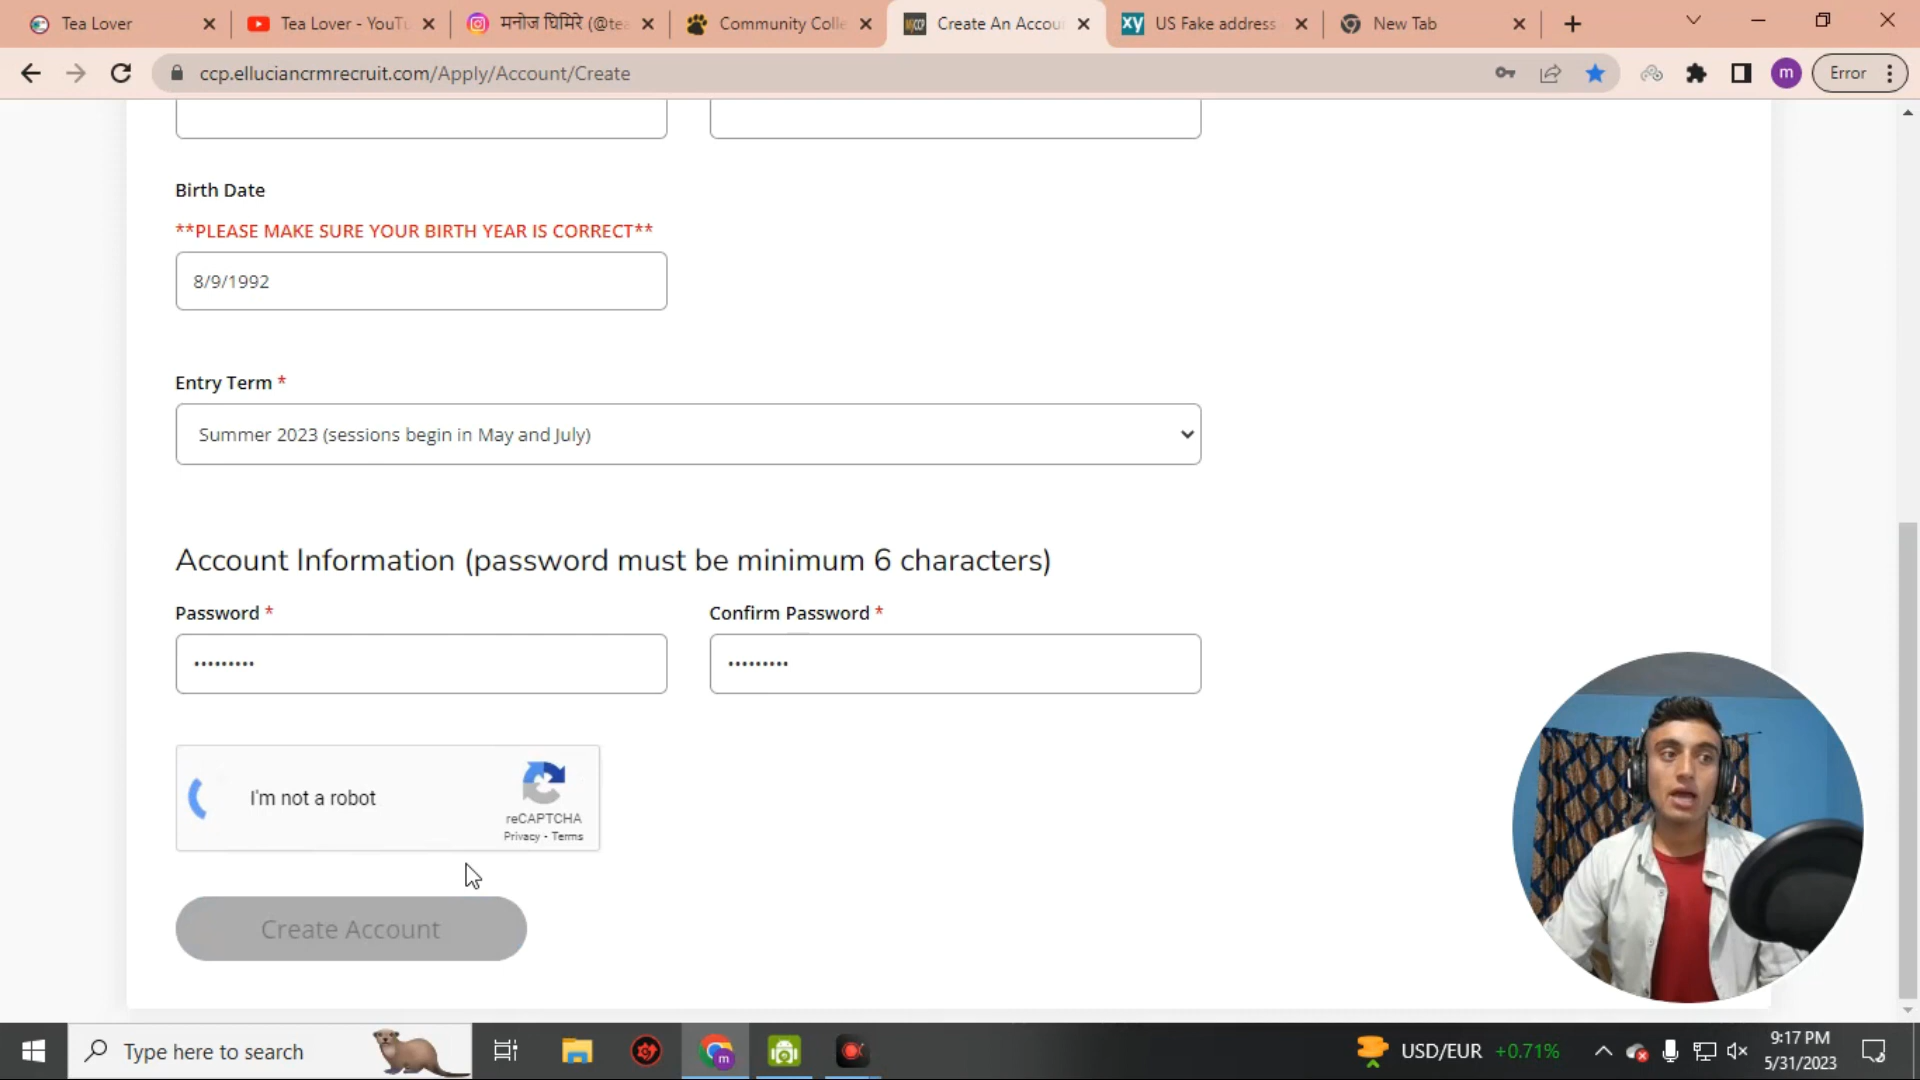 Tea Lover
Tea Lover - YouTu
मनोज घिमिरे (@tea
Community Colle
Create An Accou
US Fake address
New Tab
ccp.elluciancrmrecruit.com/Apply/Account/Create
m
Error
Birth Date
**PLEASE MAKE SURE YOUR BIRTH YEAR IS CORRECT**
8/9/1992
Entry Term *
Summer 2023 (sessions begin in May and July)
Account Information (password must be minimum 6 characters)
Password *
Confirm Password *
•••••••••
•••••••••
I'm not a robot
reCAPTCHA
Privacy - Terms
Create Account
Type here to search
USD/EUR +0.71%
9:17 PM
5/31/2023